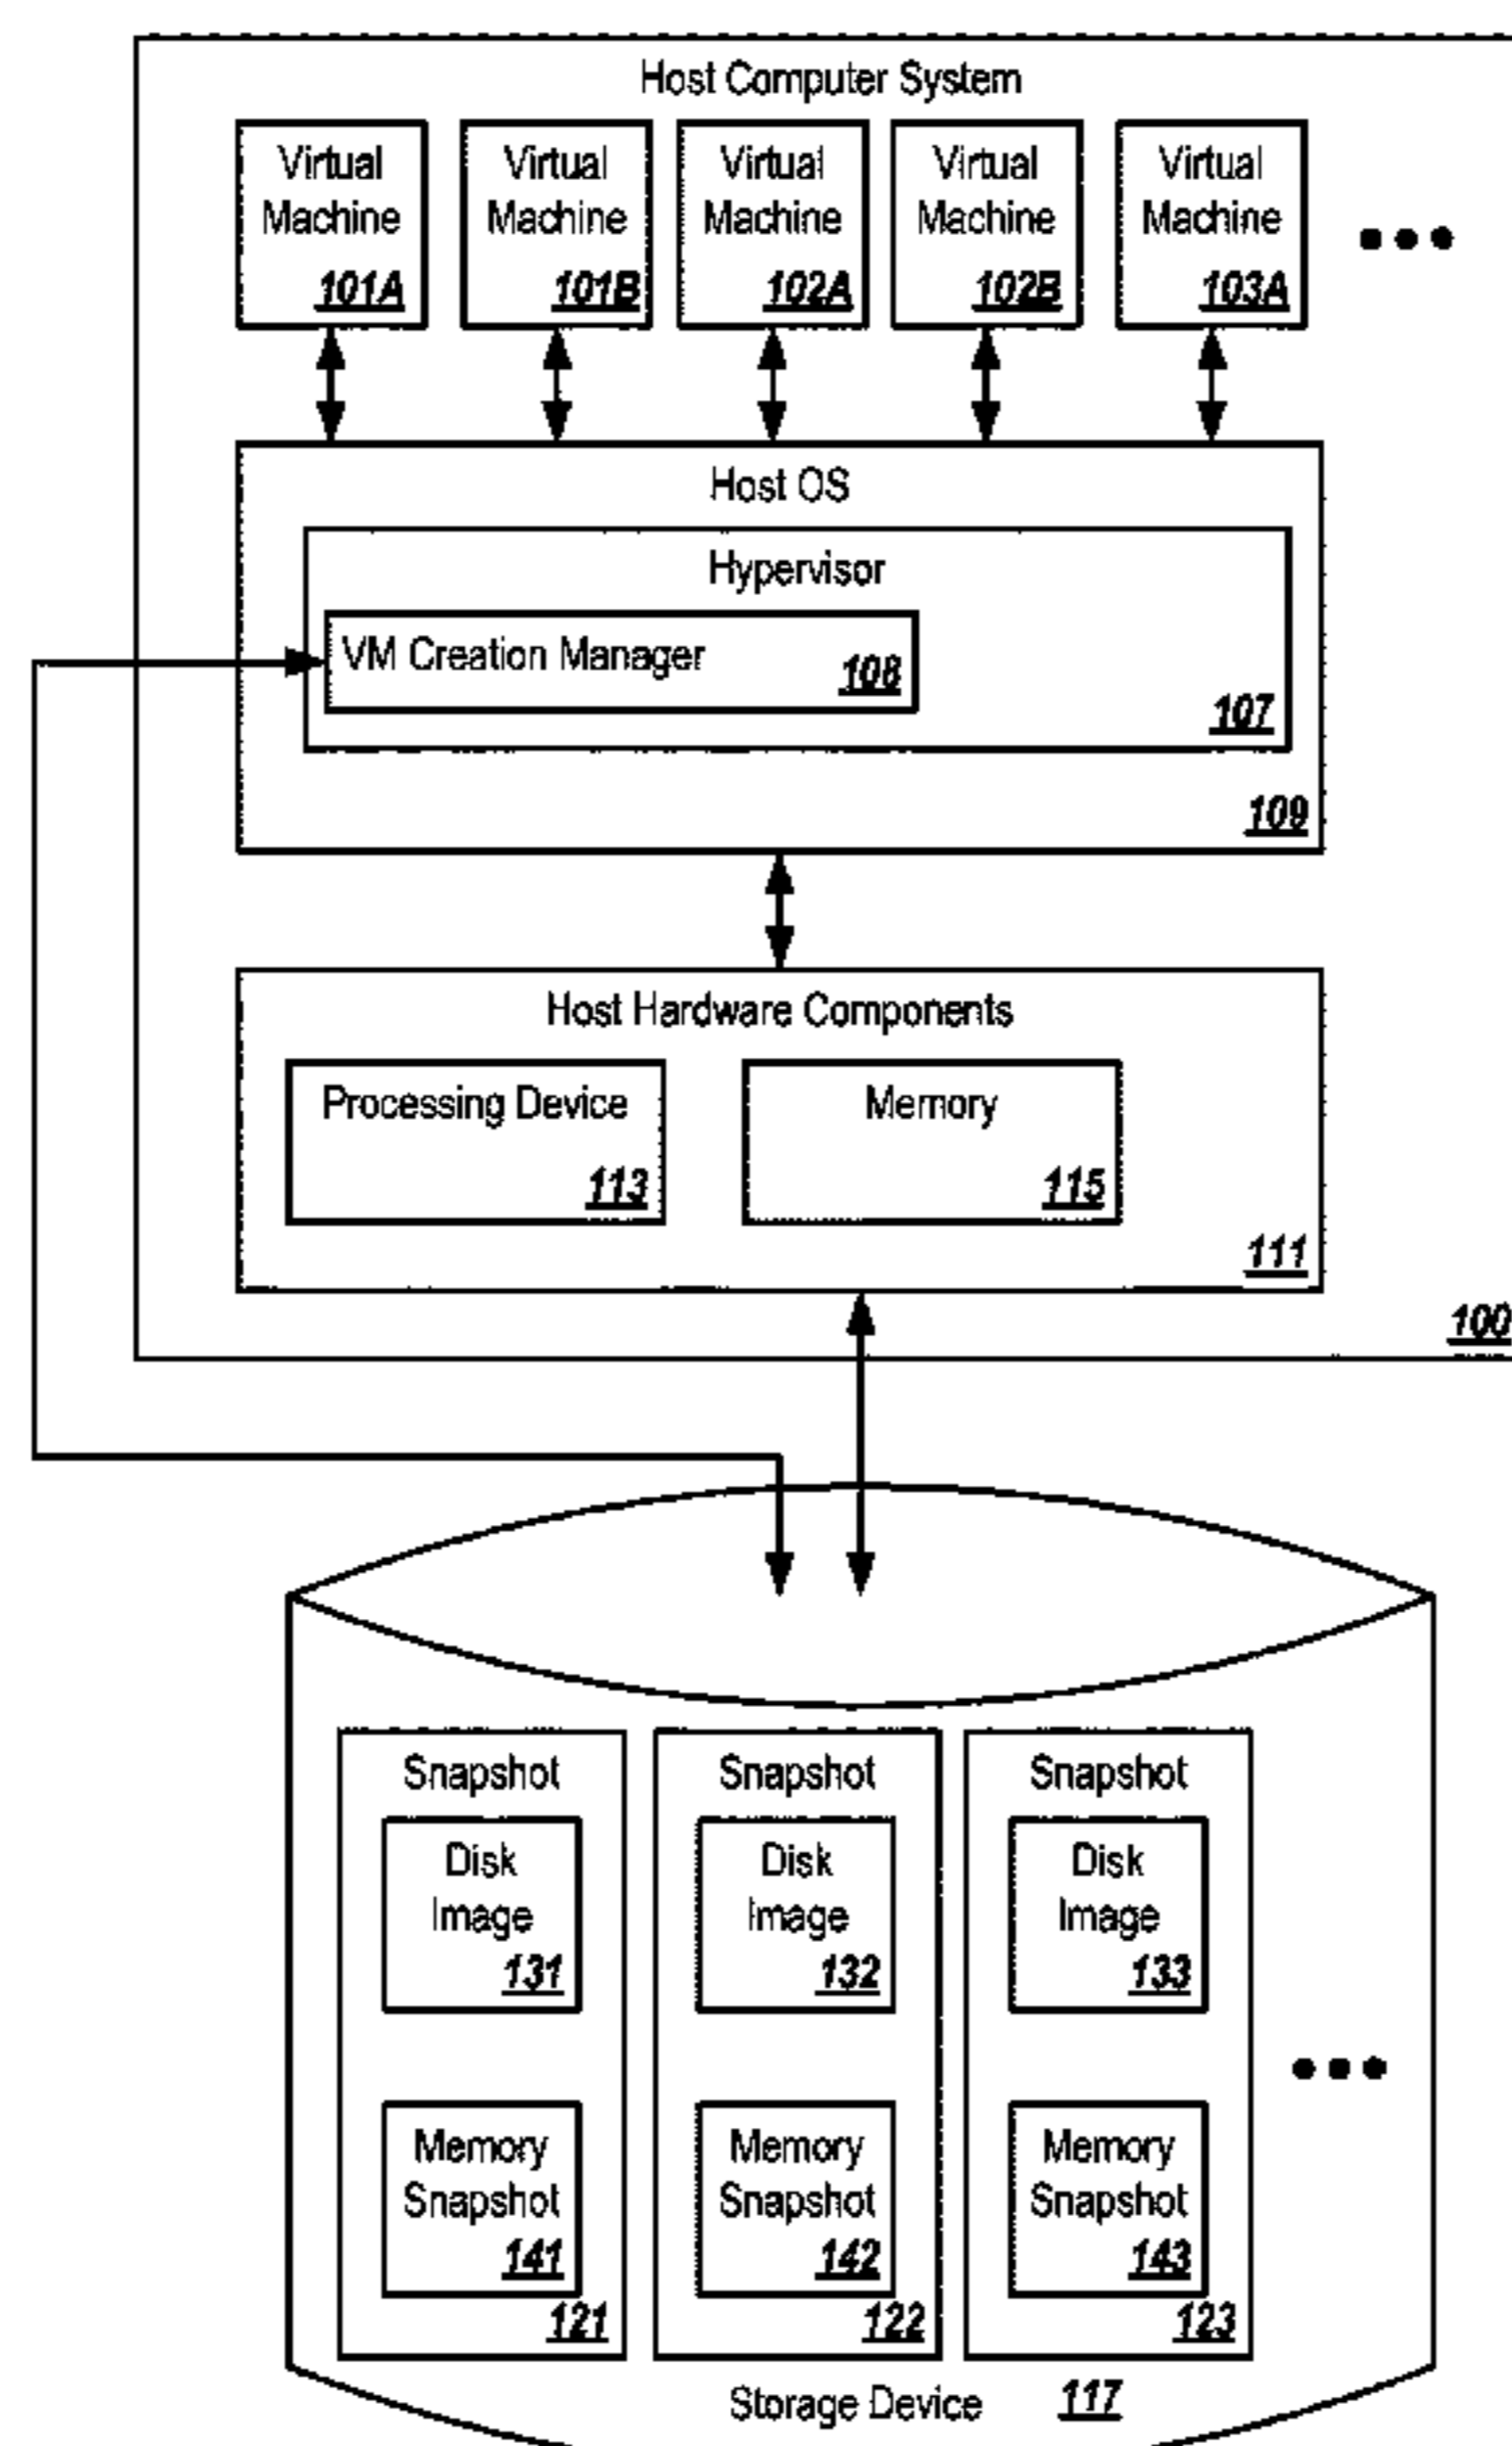 Host Computer System
Virtual Machine 101A
Virtual Machine 101B
Virtual Machine 102A
Virtual Machine 102B
Virtual Machine 103A
Host OS
Hypervisor
VM Creation Manager 108
107
109
Host Hardware Components
Processing Device 113
Memory 115
111
100
Snapshot
Disk Image 131
Memory Snapshot 141
121
Snapshot
Disk Image 132
Memory Snapshot 142
122
Snapshot
Disk Image 133
Memory Snapshot 143
123
Storage Device 117